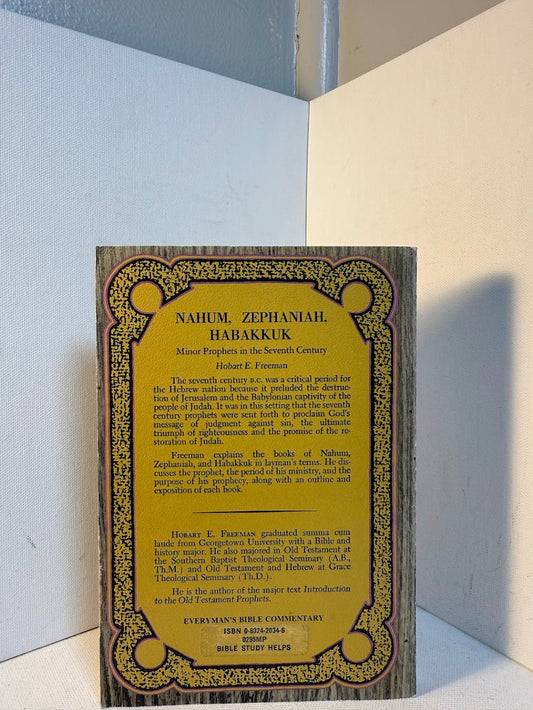 NAHUM, ZEPHANIAH,
HABAKKUK
Minor Prophets in the Seventh Century
Hobart E. Freeman
The seventh century B.C. was a critical period for
the Hebrew nation because it preluded the destruc-
tion of Jerusalem and the Babylonian captivity of the
people of Judah. It was in this setting that the seventh
century prophets were sent forth to proclaim God's
message of judgment against sin, the ultimate
triumph of righteousness and the promise of the re-
storation of Judah.
Freeman explains the books of Nahum,
Zephaniah, and Habakkuk in layman's terms. He dis-
cusses the prophet, the period of his ministry, and the
purpose of his prophecy, along with an outline and
exposition of each book.
HOBART E. FREEMAN graduated summa cum
laude from Georgetown University with a Bible and
history major. He also majored in Old Testament at
the Southern Baptist Theological Seminary (A.B.,
Th.M.) and Old Testament and Hebrew at Grace
Theological Seminary (Th.D.).
He is the author of the major text Introduction
to the Old Testament Prophets.
EVERYMAN'S BIBLE COMMENTARY
ISBN 0-8024-2034-6
0295MP
BIBLE STUDY HELPS